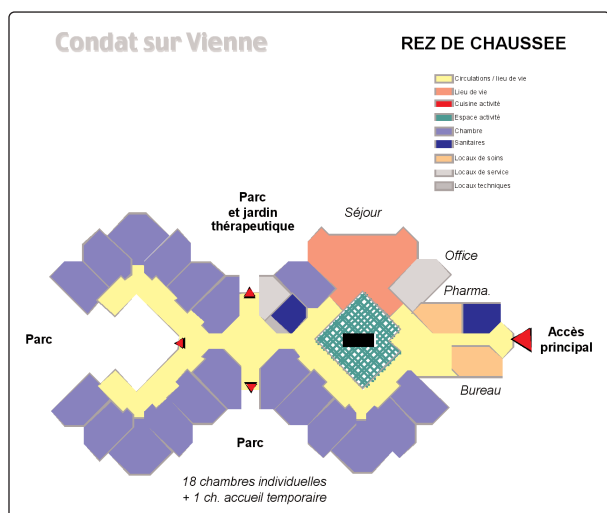 Condat sur Vienne
REZ DE CHAUSSEE
Circulations / lieu de vie
Lieu de vie
Cuisine activité
Espace activité
Chambre
Sanitaires
Locaux de soins
Locaux de service
Locaux techniques
Parc
et jardin
thérapeutique
Séjour
Office
Pharma.
Parc
Accès
principal
Bureau
Parc
18 chambres individuelles
+ 1 ch. accueil temporaire